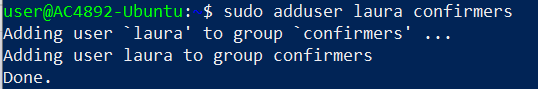 user@AC4892-Ubuntu: $ sudo adduser laura confirmers
Adding user `laura' to group `confirmers' ...
Adding user laura to group confirmers
Done.